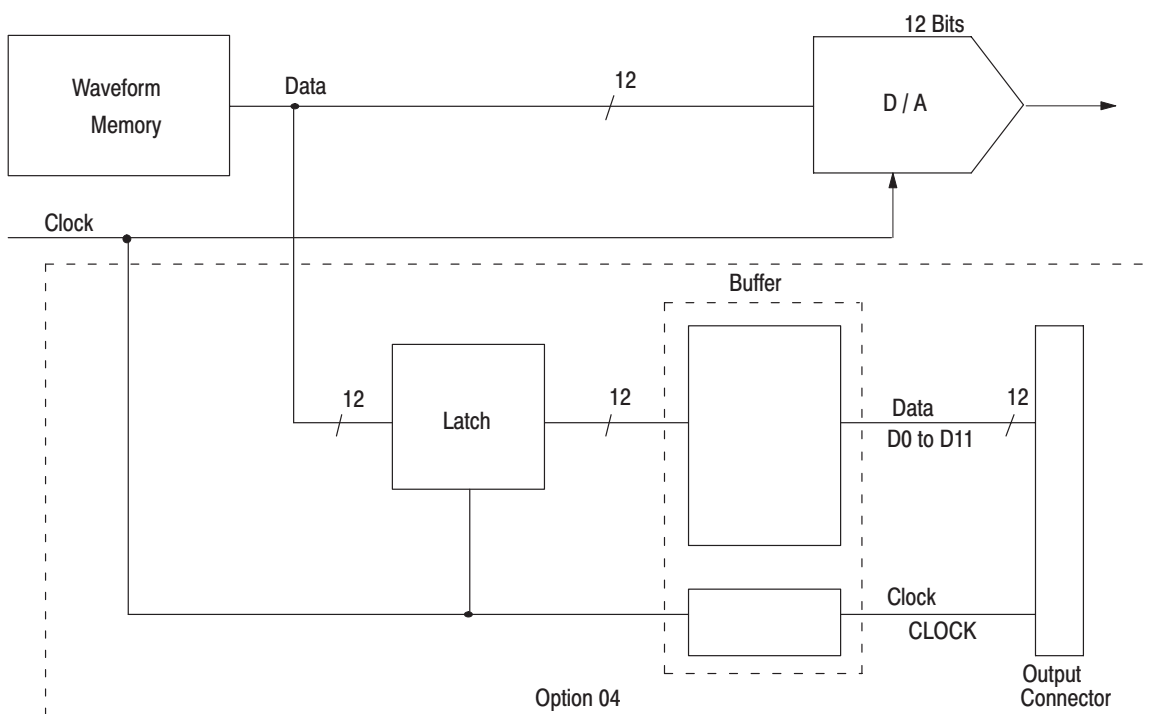 12 Bits
Waveform
Memory
Data
12
D / A
Clock
Buffer
12
Latch
12
Data
D0 to D11
12
Clock
CLOCK
Output
Connector
Option 04